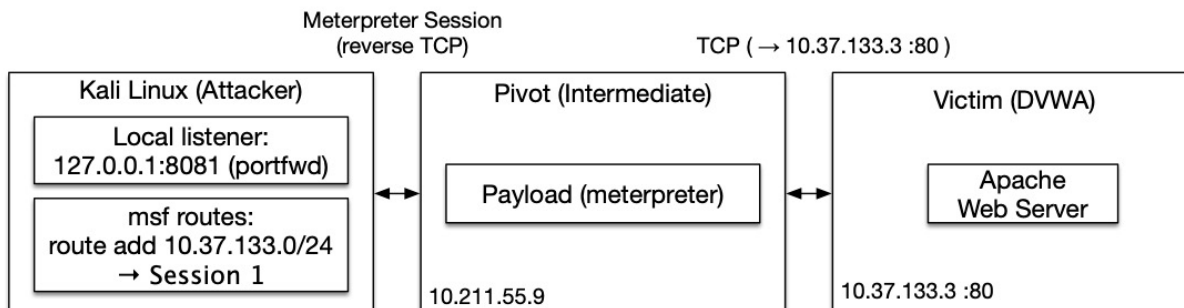 Meterpreter Session
(reverse TCP)
TCP ( → 10.37.133.3 :80 )
Kali Linux (Attacker)
Local listener:
127.0.0.1:8081 (portfwd)
msf routes:
route add 10.37.133.0/24
→ Session 1
Pivot (Intermediate)
Payload (meterpreter)
10.211.55.9
Victim (DVWA)
Apache
Web Server
10.37.133.3 :80